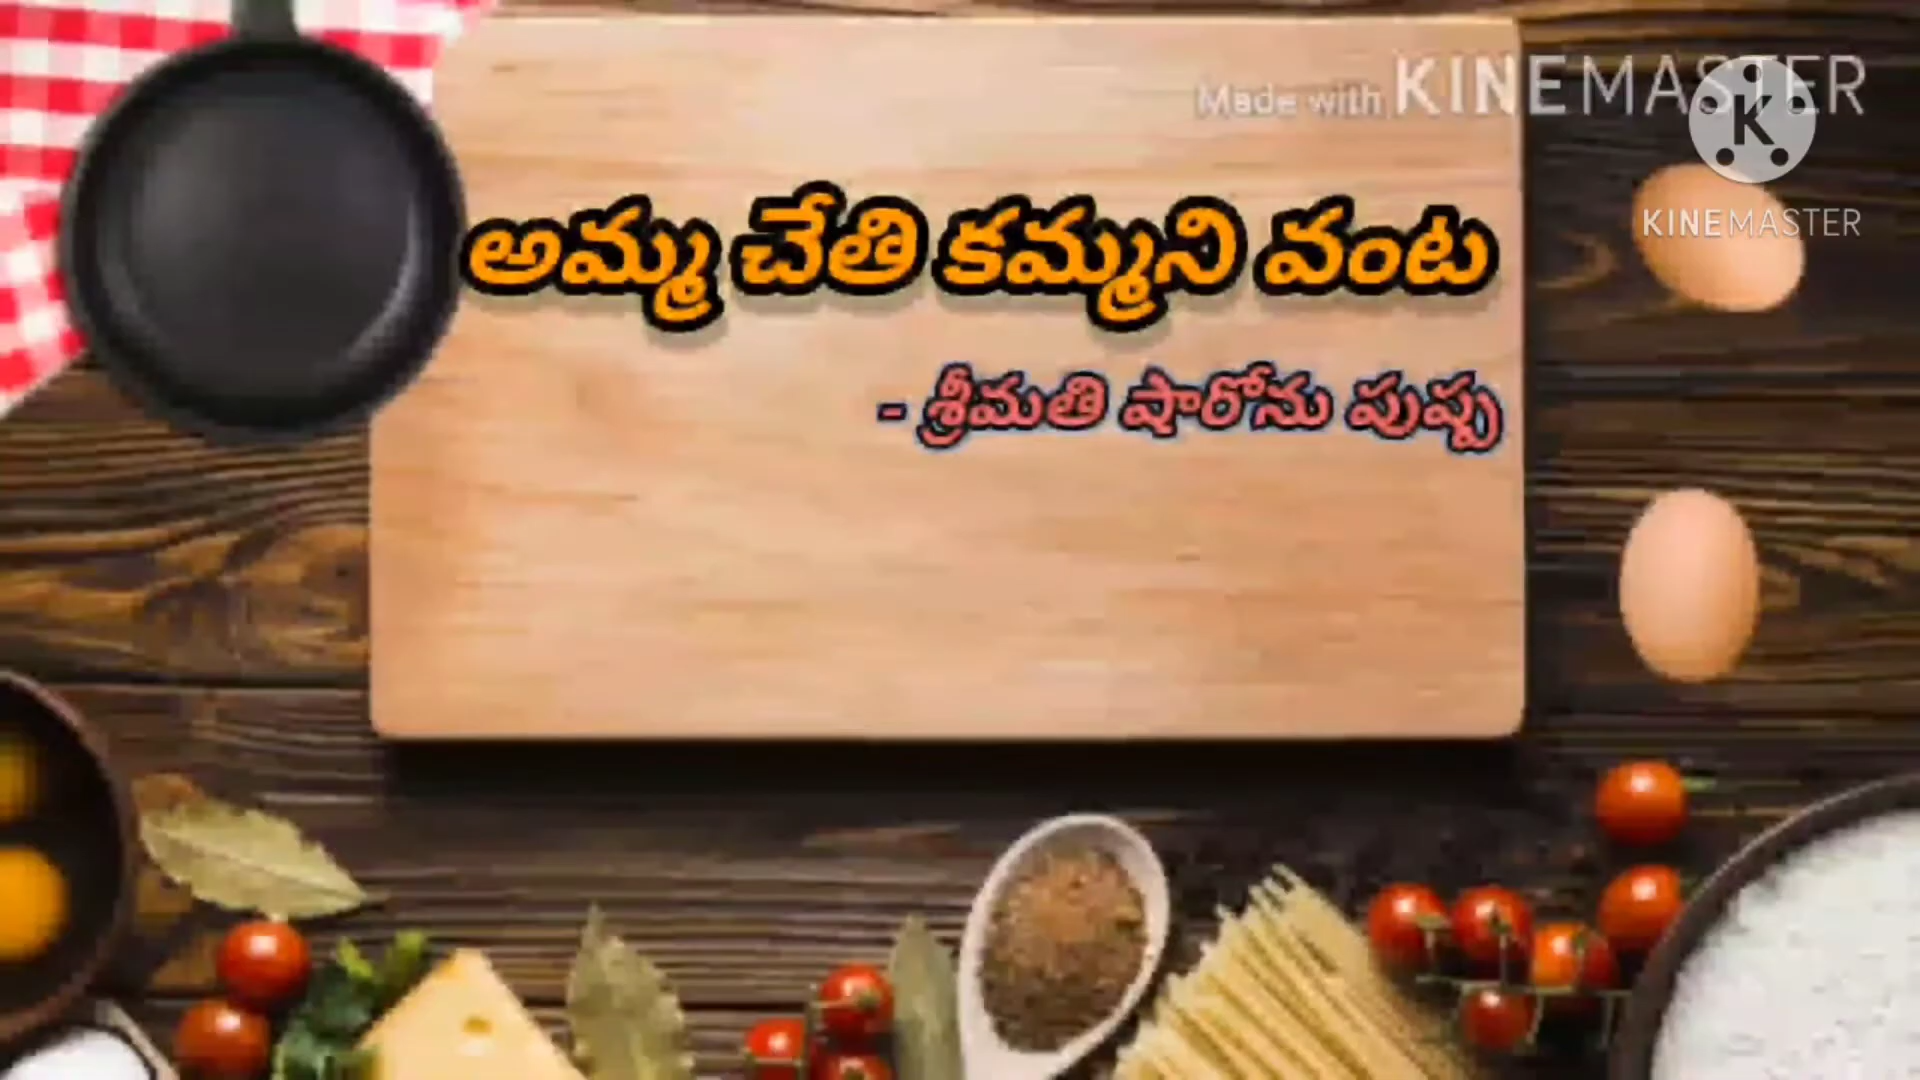 Made with KINEMASTER
K
KINEMASTER
అమ్మ చేతి కమ్మని వంట
- శ్రీమతి షారోను పుష్ప